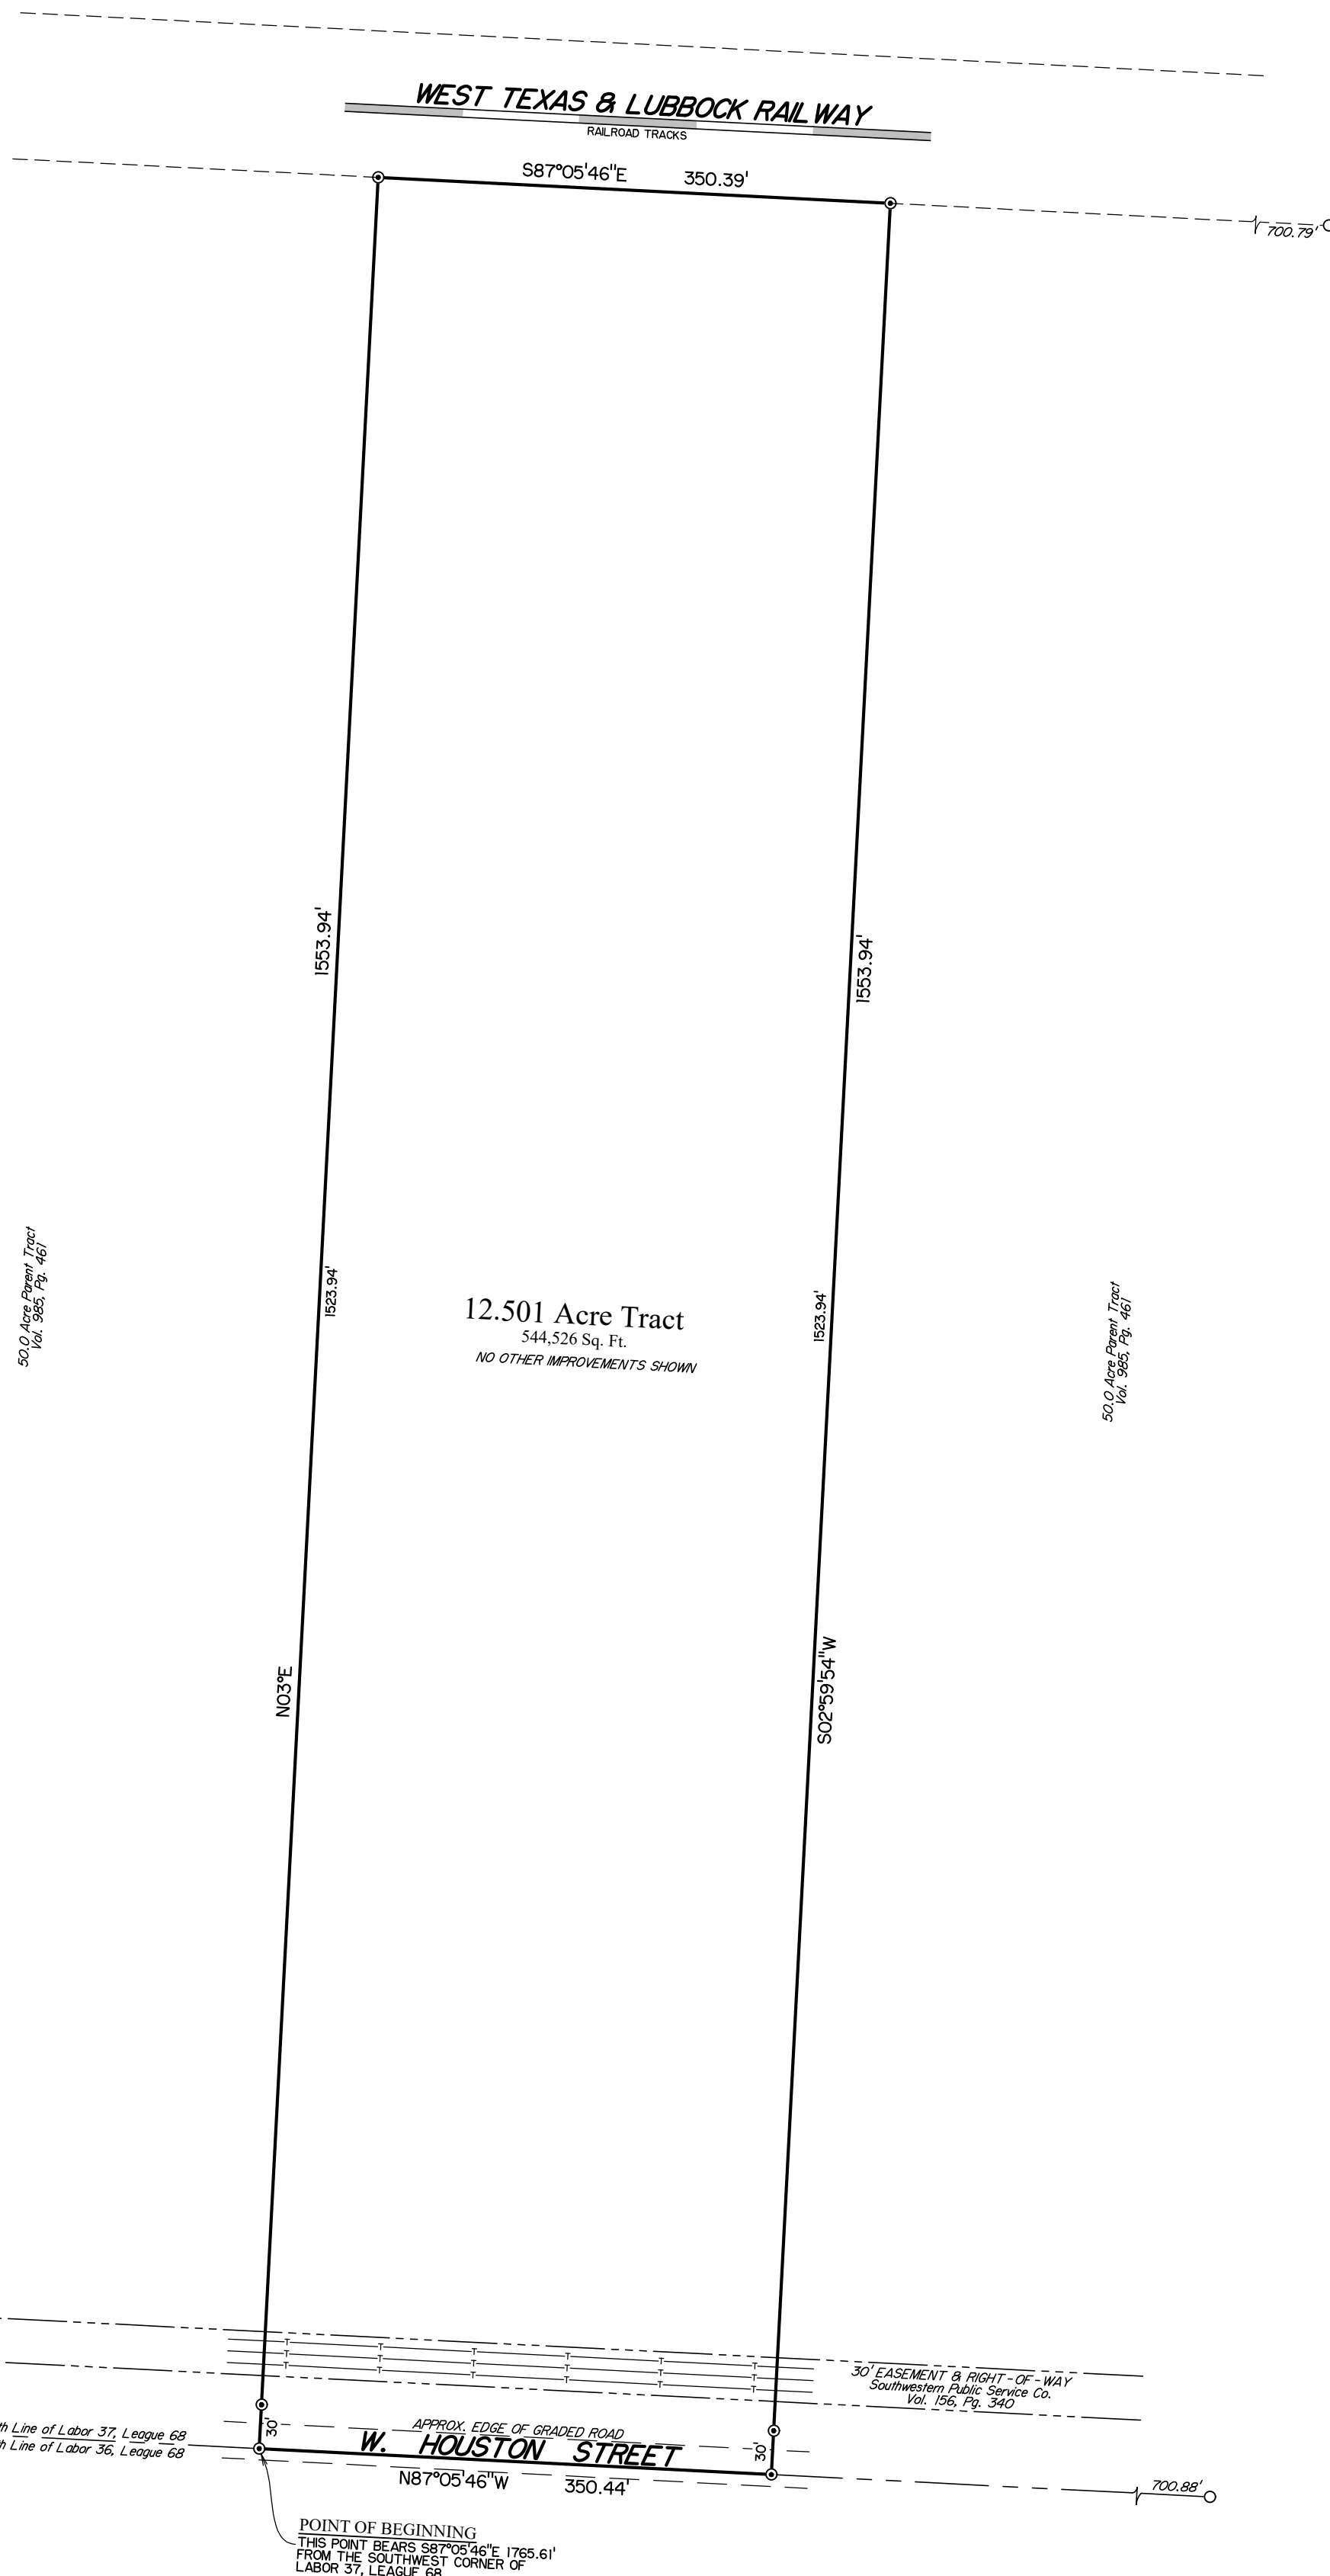 WEST TEXAS & LUBBOCK RAILWAY
RAILROAD TRACKS
S87°05'46"E 350.39'
700.79'
1553.94'
1553.94'
50.0 Acre Parent Tract
Vol. 985, Pg. 461
1523.94'
12.501 Acre Tract
544,526 Sq. Ft.
NO OTHER IMPROVEMENTS SHOWN
1523.94'
50.0 Acre Parent Tract
Vol. 985, Pg. 461
N03°E
S02°59'54"W
T T T T T T
T T T T T T
T T T T T T
30' EASEMENT & RIGHT-OF-WAY
Southwestern Public Service Co.
Vol. 156, Pg. 340
th Line of Labor 37, League 68
th Line of Labor 36, League 68
30'
APPROX. EDGE OF GRADED ROAD
W. HOUSTON STREET
30'
N87°05'46"W 350.44'
700.88'
POINT OF BEGINNING
THIS POINT BEARS S87°05'46"E 1765.61'
FROM THE SOUTHWEST CORNER OF
LABOR 37, LEAGUE 68